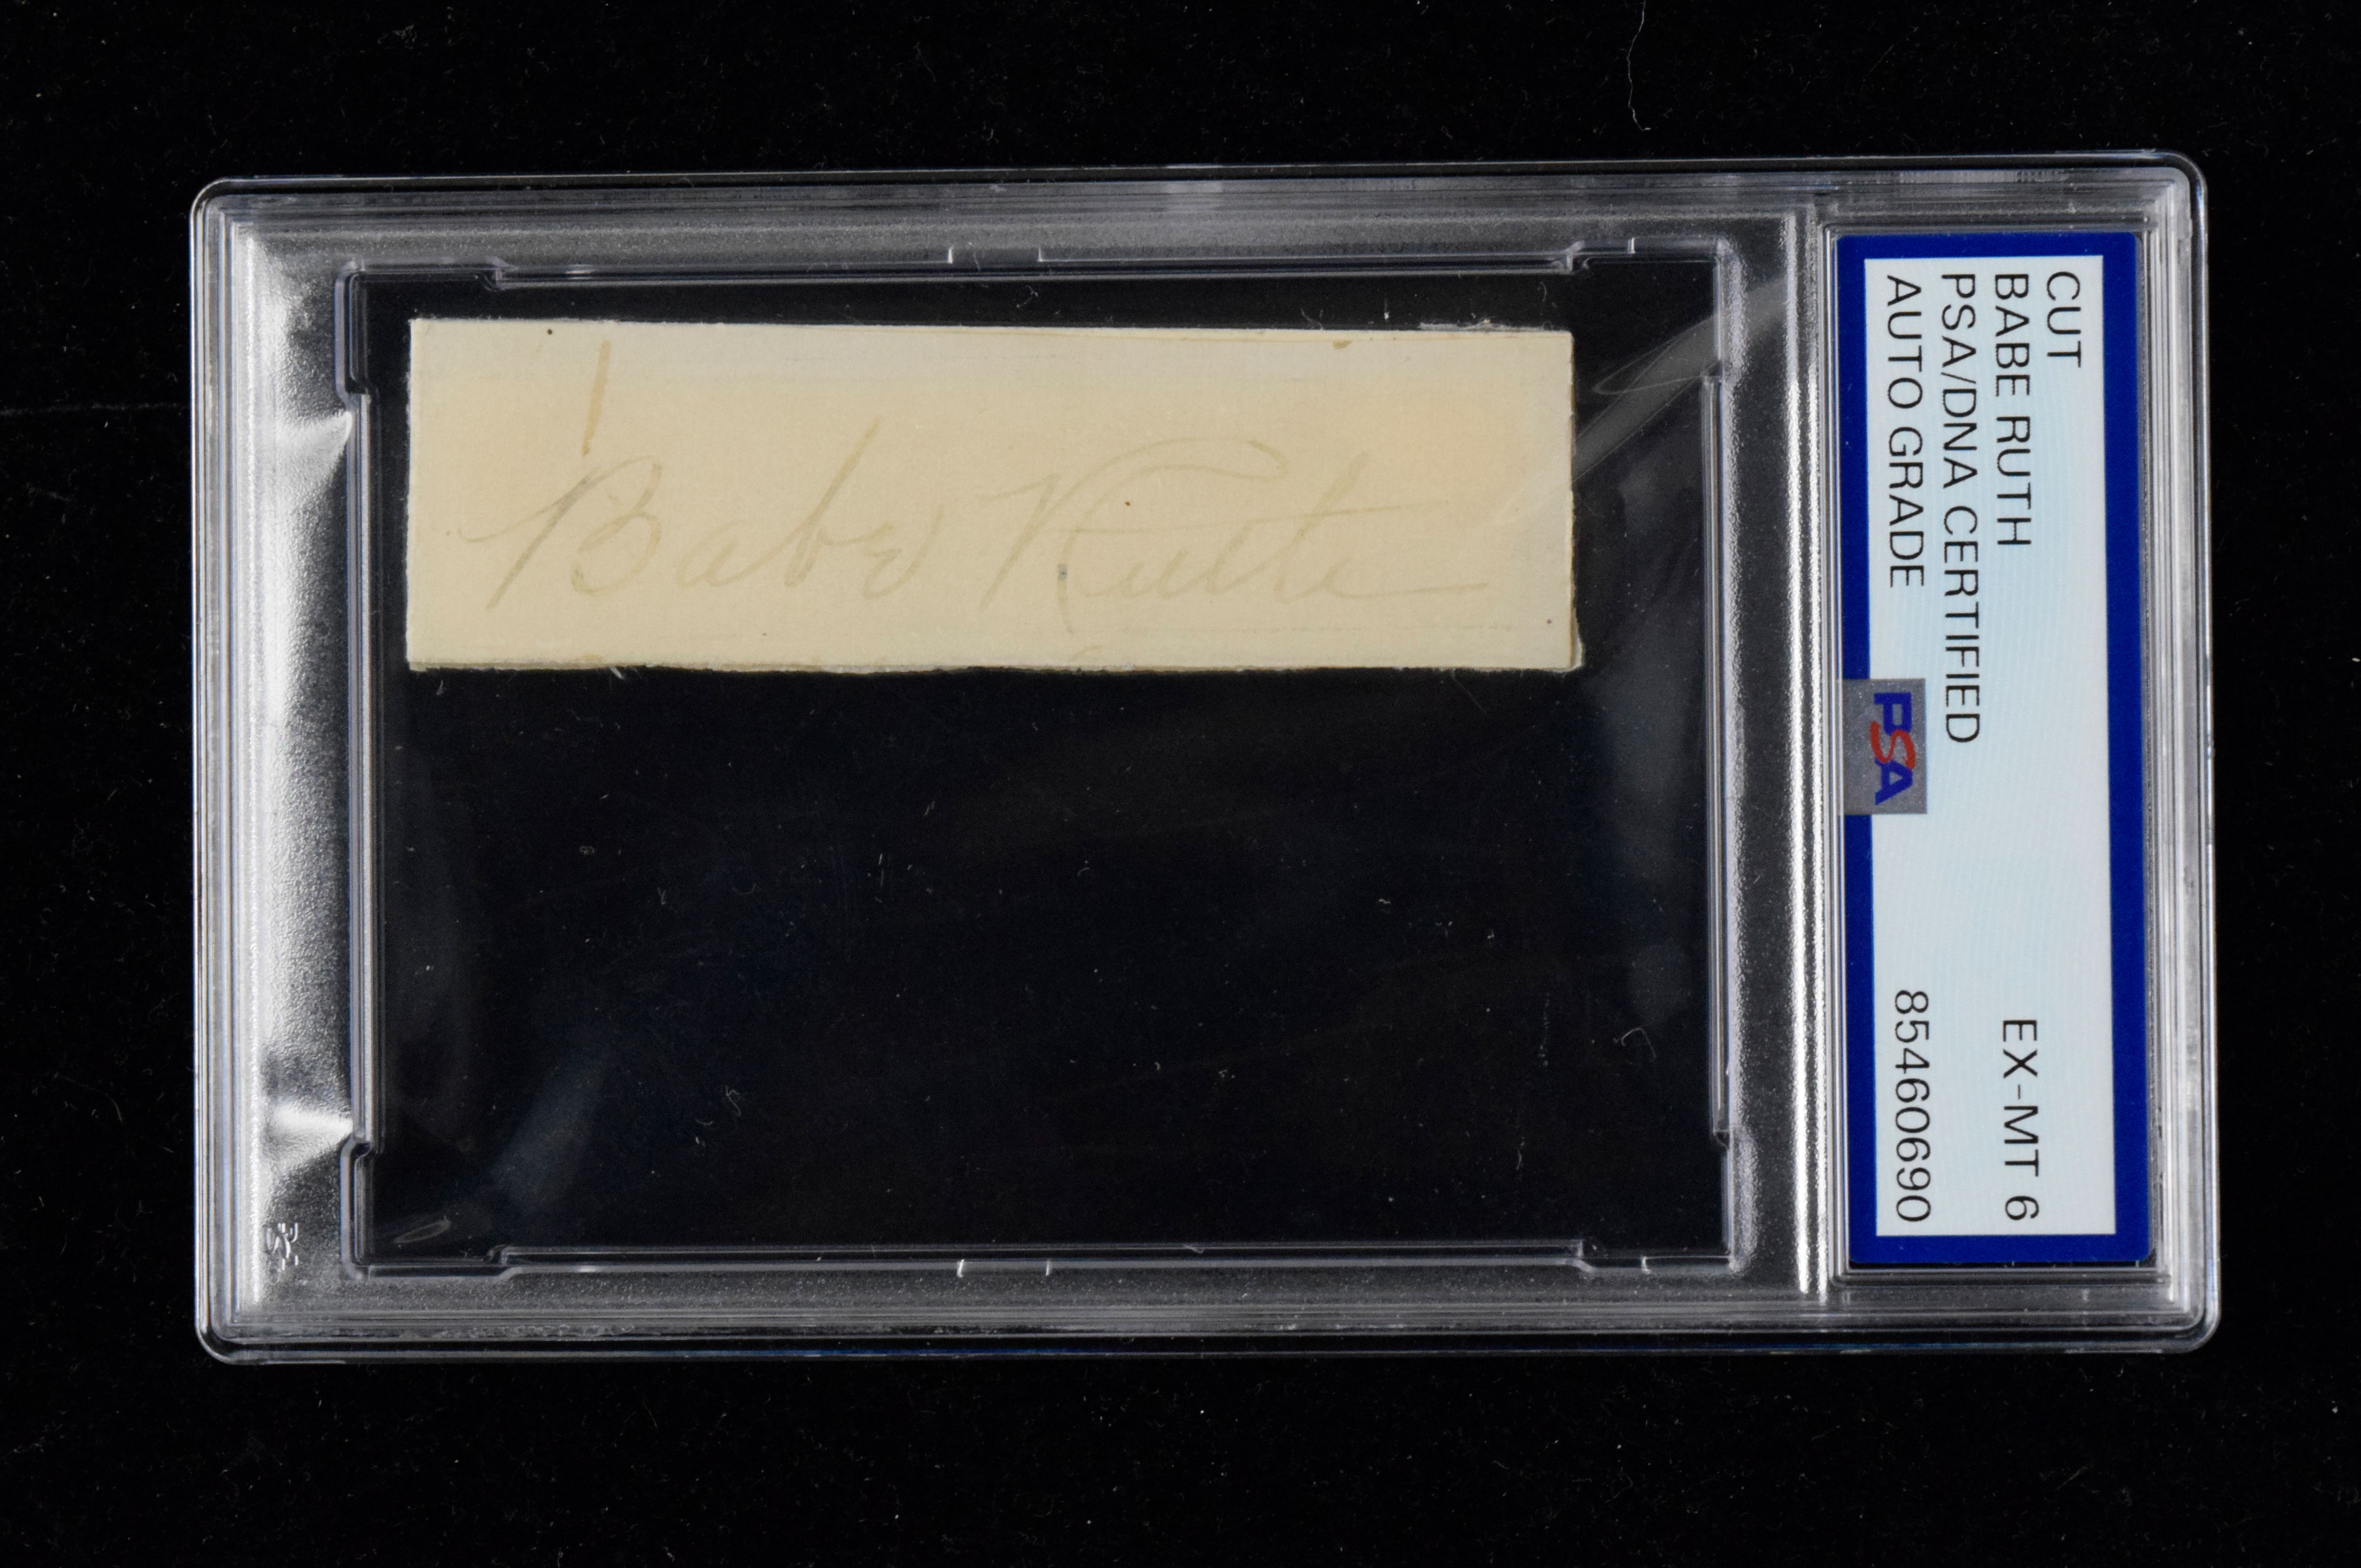 Babe Ruth
CUT
BABE RUTH EX-MT 6
PSA/DNA CERTIFIED
AUTO GRADE 85460690
PSA